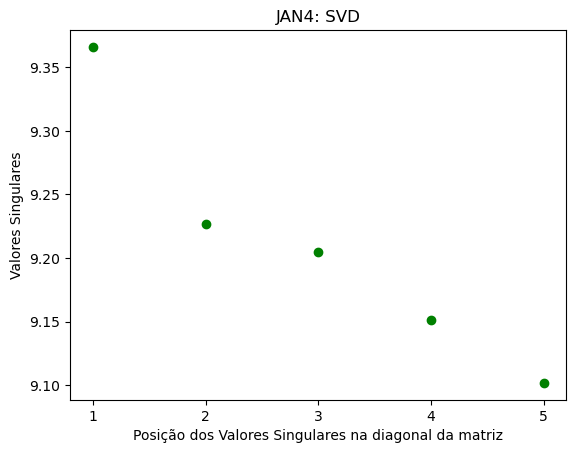 JAN4: SVD
Valores Singulares
9.35
9.30
9.25
9.20
9.15
9.10
1 2 3 4 5
Posição dos Valores Singulares na diagonal da matriz